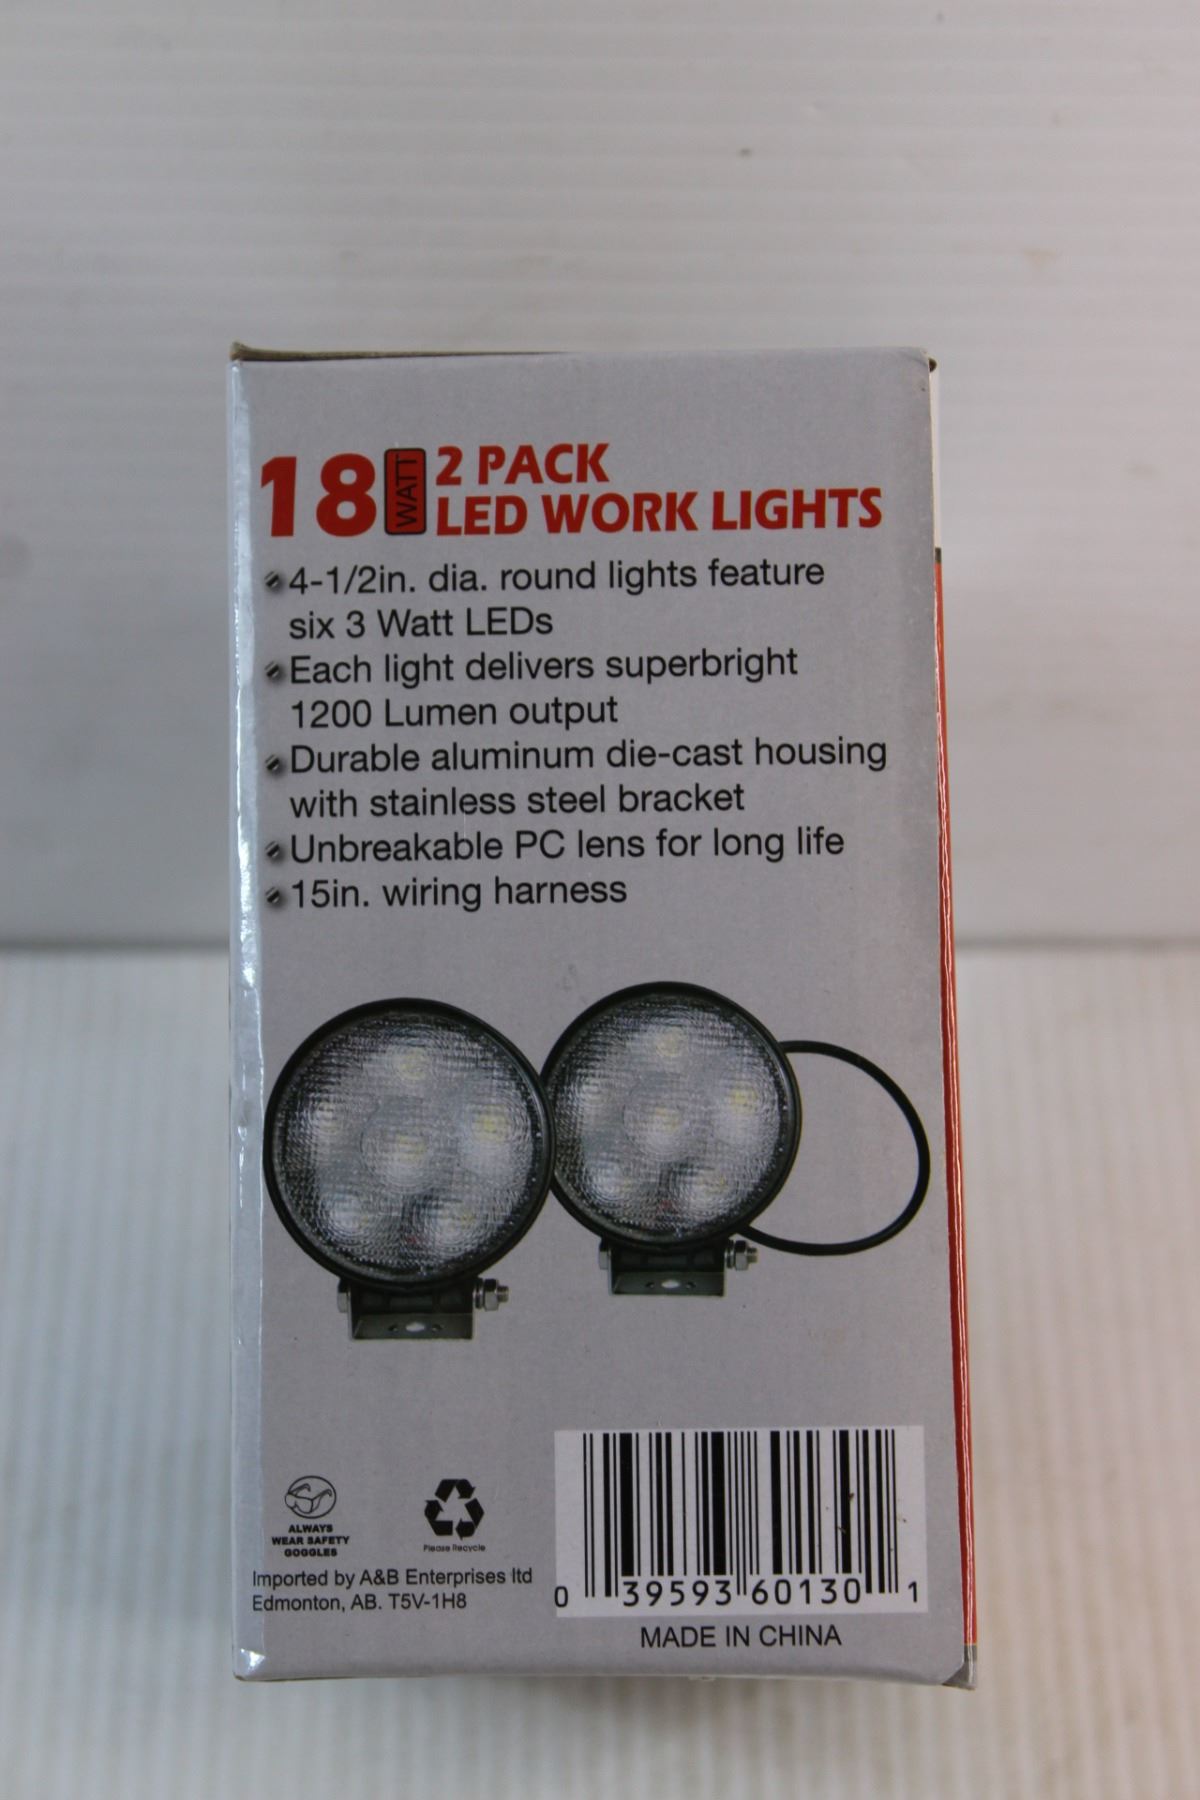 18 WATT 2 PACK
LED WORK LIGHTS
4-1/2in. dia. round lights feature
six 3 Watt LEDs
Each light delivers superbright
1200 Lumen output
Durable aluminum die-cast housing
with stainless steel bracket
Unbreakable PC lens for long life
15in. wiring harness
ALWAYS
WEAR SAFETY
GOGGLES
Please Recycle
Imported by A&B Enterprises ltd
Edmonton, AB. T5V-1H8
0 39593 60130 1
MADE IN CHINA